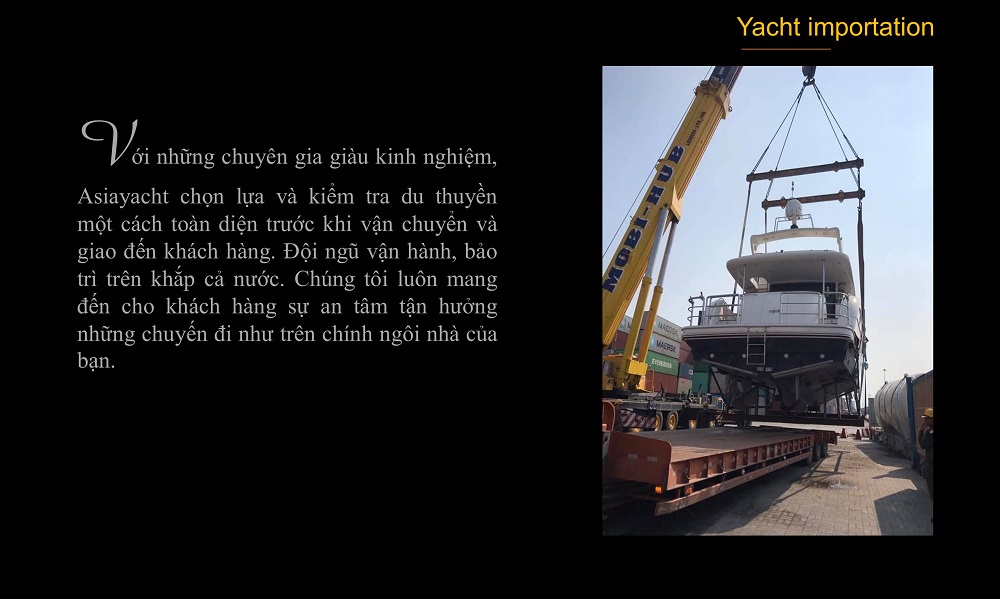 Yacht importation
Với những chuyên gia giàu kinh nghiệm,
Asiayacht chọn lựa và kiểm tra du thuyền
một cách toàn diện trước khi vận chuyển và
giao đến khách hàng. Đội ngũ vận hành, bảo
trì trên khắp cả nước. Chúng tôi luôn mang
đến cho khách hàng sự an tâm tận hưởng
những chuyến đi như trên chính ngôi nhà của
bạn.
MOBI-HUB
MAERSK
MAERSK
EVERGREEN